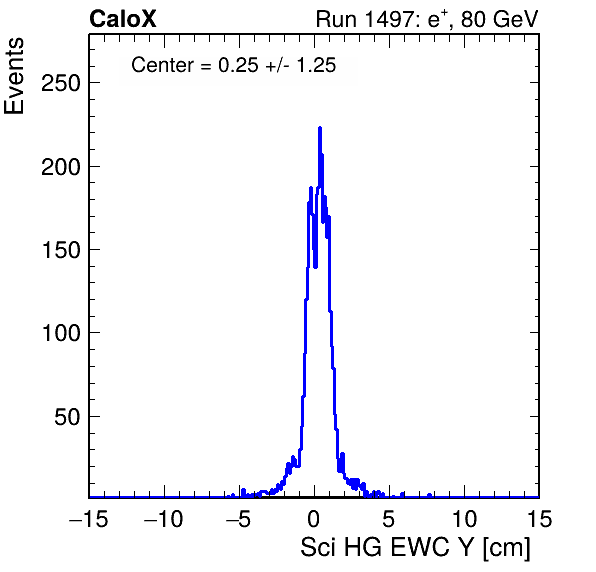 CaloX Run 1497: e⁺, 80 GeV
Center = 0.25 +/- 1.25
Events
250
200
150
100
50
−15 −10 −5 0 5 10 15
Sci HG EWC Y [cm]